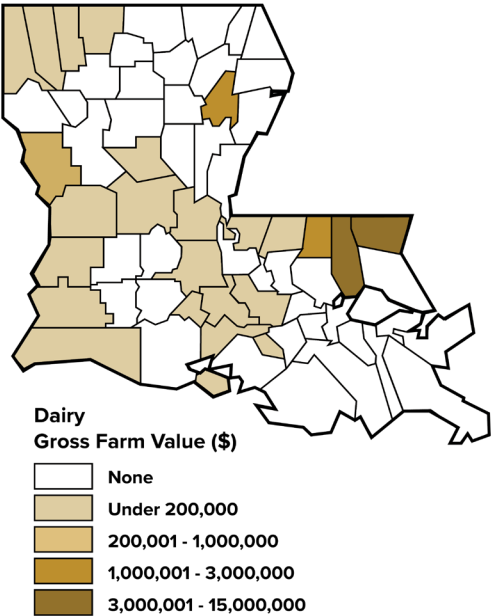 Dairy
Gross Farm Value ($)
None
Under 200,000
200,001 - 1,000,000
1,000,001 - 3,000,000
3,000,001 - 15,000,000